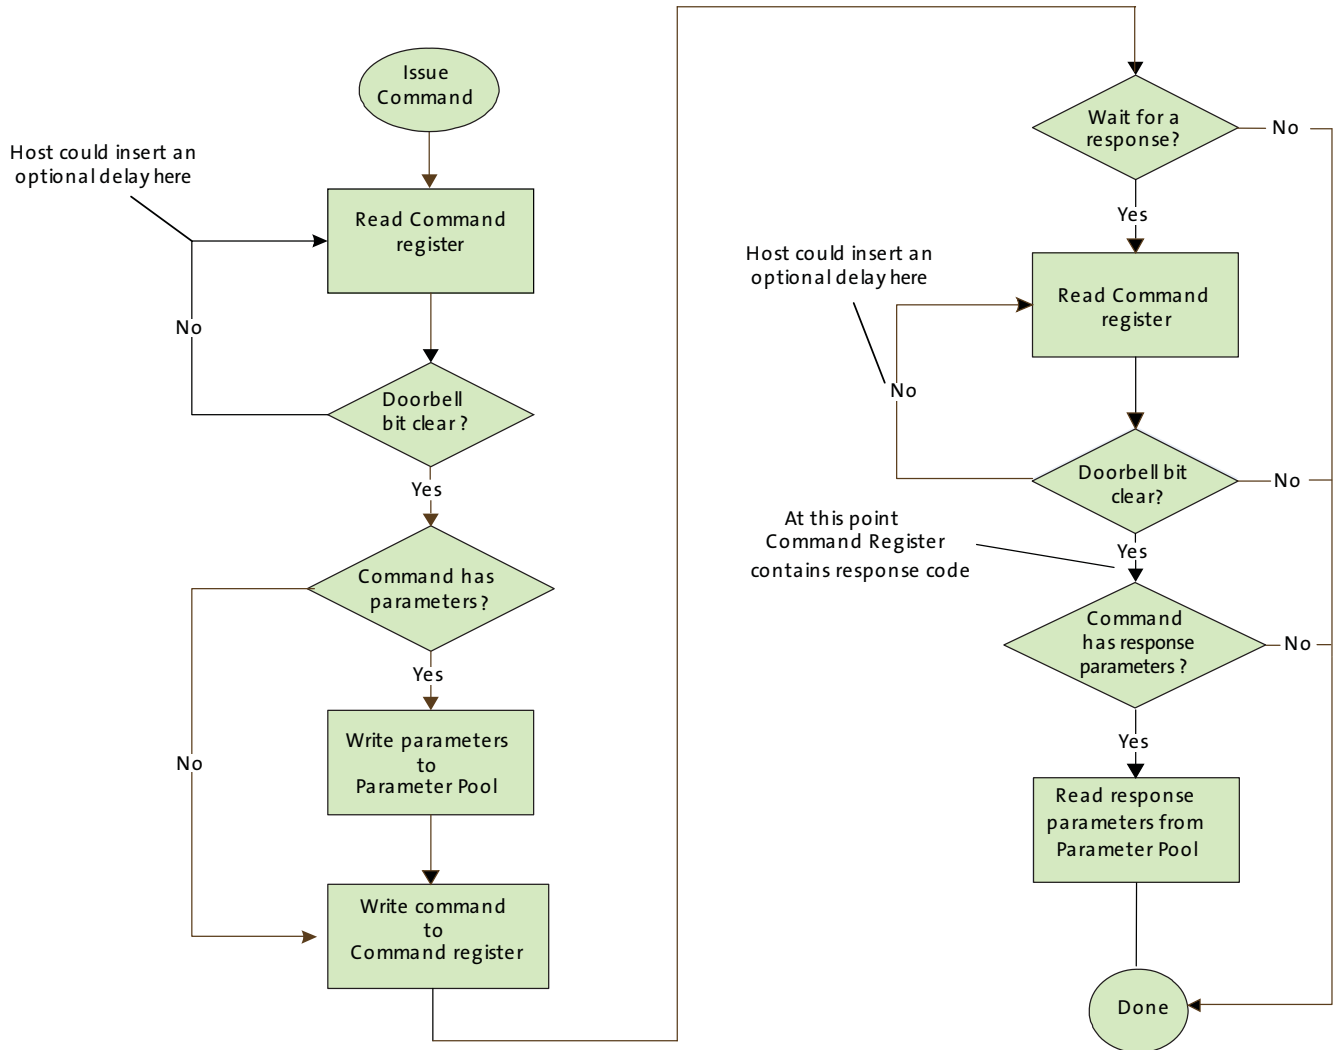 Issue
Command
Host could insert an
optional delay here
Read Command
register
No
Doorbell
bit clear ?
Yes
Command has
parameters?
Yes
No
Write parameters
to
Parameter Pool
Write command
to
Command register
Wait for a
response?
No
Yes
Host could insert an
optional delay here
Read Command
register
No
Doorbell bit
clear?
No
At this point
Command Register
contains response code
Yes
Command
has response
parameters ?
No
Yes
Read response
parameters from
Parameter Pool
Done